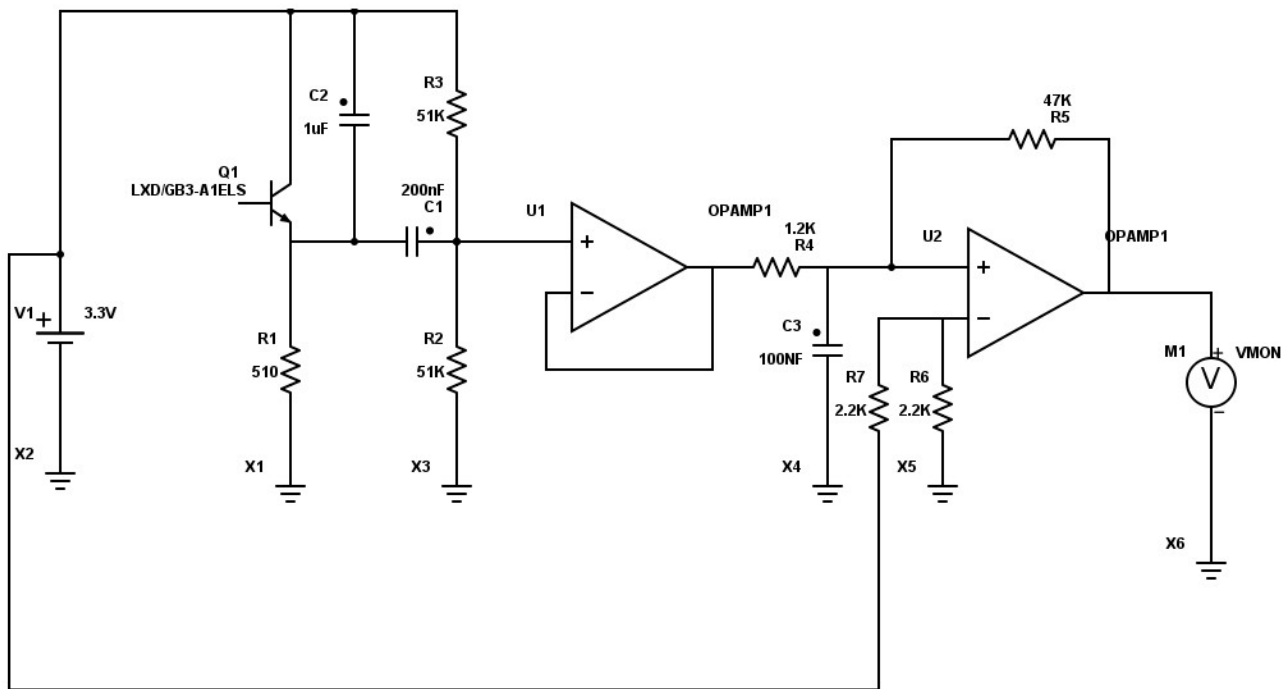 R3
51K
C2
1uF
Q1
LXD/GB3-A1ELS
200nF
C1
U1
+
−
OPAMP1
1.2K
R4
47K
R5
U2
+
−
OPAMP1
V1
+
3.3V
R1
510
R2
51K
C3
100NF
R7
2.2K
R6
2.2K
M1
+
V
−
VMON
X2
X1
X3
X4
X5
X6